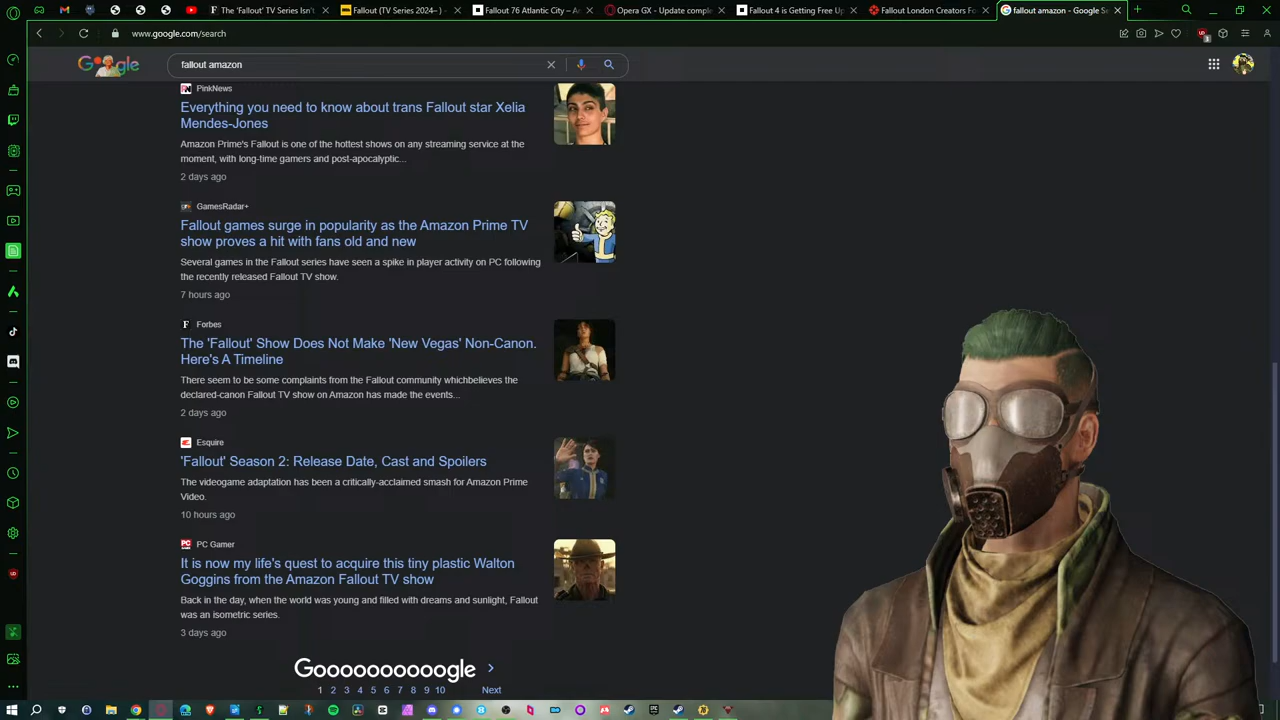 The 'Fallout' TV Series Isn'
Fallout (TV Series 2024– )
Fallout 76 Atlantic City –
Opera GX - Update comple
Fallout 4 is Getting Free Up
Fallout London Creators Fo
fallout amazon - Google Se
www.google.com/search
3
Google
fallout amazon
PinkNews
Everything you need to know about trans Fallout star Xelia
Mendes-Jones
Amazon Prime's Fallout is one of the hottest shows on any streaming service at the
moment, with long-time gamers and post-apocalyptic...
2 days ago
GamesRadar+
Fallout games surge in popularity as the Amazon Prime TV
show proves a hit with fans old and new
Several games in the Fallout series have seen a spike in player activity on PC following
the recently released Fallout TV show.
7 hours ago
Forbes
The 'Fallout' Show Does Not Make 'New Vegas' Non-Canon.
Here's A Timeline
There seem to be some complaints from the Fallout community whichbelieves the
declared-canon Fallout TV show on Amazon has made the events...
2 days ago
Esquire
'Fallout' Season 2: Release Date, Cast and Spoilers
The videogame adaptation has been a critically-acclaimed smash for Amazon Prime
Video.
10 hours ago
PC Gamer
It is now my life's quest to acquire this tiny plastic Walton
Goggins from the Amazon Fallout TV show
Back in the day, when the world was young and filled with dreams and sunlight, Fallout
was an isometric series.
3 days ago
Goooooooooogle
1 2 3 4 5 6 7 8 9 10 Next